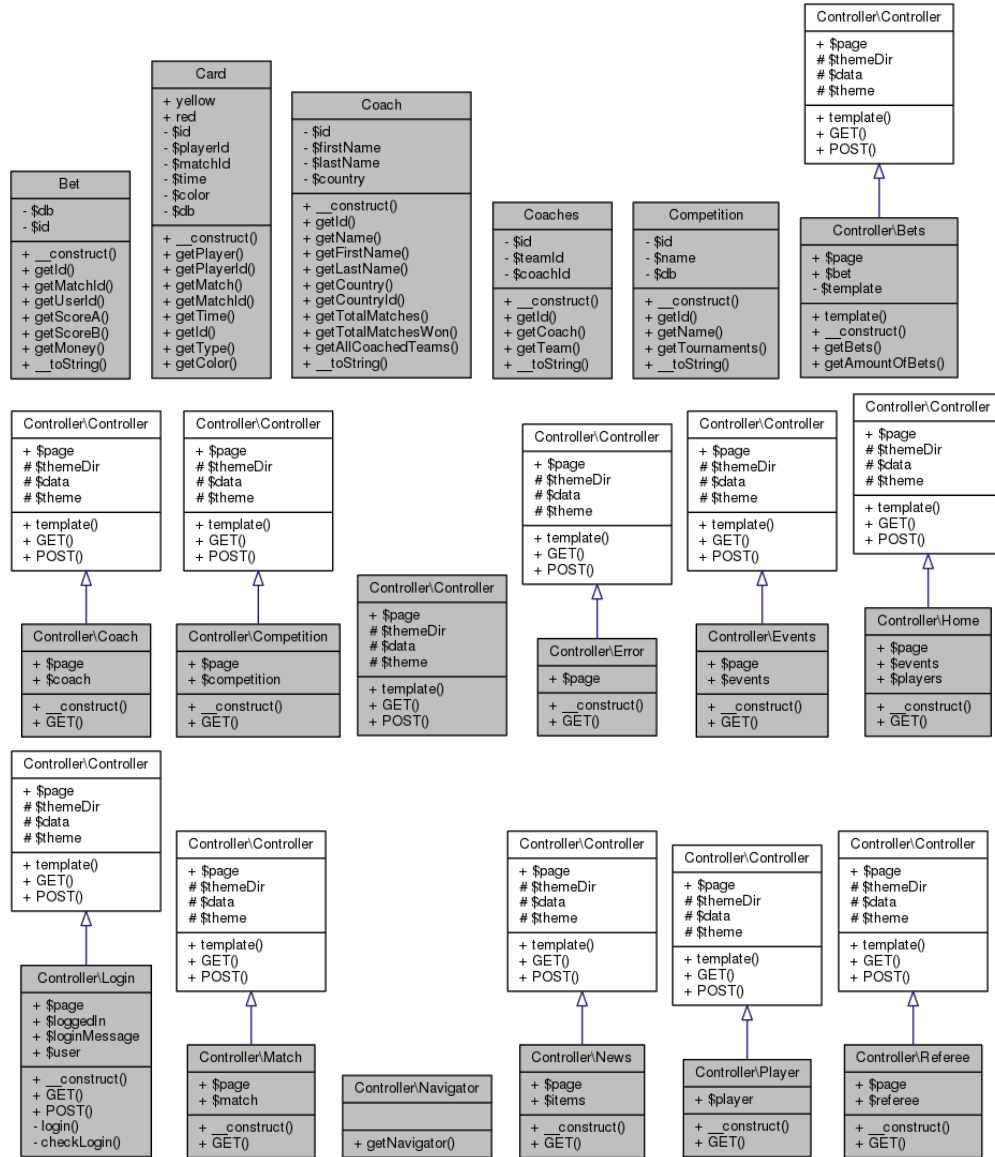 Bet
- $db
- $id
+ __construct()
+ getId()
+ getMatchId()
+ getUserId()
+ getScoreA()
+ getScoreB()
+ getMoney()
+ __toString()
Card
+ yellow
+ red
- $id
- $playerId
- $matchId
- $time
- $color
- $db
+ __construct()
+ getPlayer()
+ getPlayerId()
+ getMatch()
+ getMatchId()
+ getTime()
+ getId()
+ getType()
+ getColor()
Coach
- $id
- $firstName
- $lastName
- $country
+ __construct()
+ getId()
+ getName()
+ getFirstName()
+ getLastName()
+ getCountry()
+ getCountryId()
+ getTotalMatches()
+ getTotalMatchesWon()
+ getAllCoachedTeams()
+ __toString()
Coaches
- $id
- $teamId
- $coachId
+ __construct()
+ getId()
+ getCoach()
+ getTeam()
+ __toString()
Competition
- $id
- $name
- $db
+ __construct()
+ getId()
+ getName()
+ getTournaments()
+ __toString()
Controller\Controller
+ $page
# $themeDir
# $data
# $theme
+ template()
+ GET()
+ POST()
Controller\Bets
+ $page
+ $bet
- $template
+ template()
+ __construct()
+ getBets()
+ getAmountOfBets()
Controller\Controller
+ $page
# $themeDir
# $data
# $theme
+ template()
+ GET()
+ POST()
Controller\Coach
+ $page
+ $coach
+ __construct()
+ GET()
Controller\Controller
+ $page
# $themeDir
# $data
# $theme
+ template()
+ GET()
+ POST()
Controller\Competition
+ $page
+ $competition
+ __construct()
+ GET()
Controller\Controller
+ $page
# $themeDir
# $data
# $theme
+ template()
+ GET()
+ POST()
Controller\Controller
+ $page
# $themeDir
# $data
# $theme
+ template()
+ GET()
+ POST()
Controller\Error
+ $page
+ __construct()
+ GET()
Controller\Controller
+ $page
# $themeDir
# $data
# $theme
+ template()
+ GET()
+ POST()
Controller\Events
+ $page
+ $events
+ __construct()
+ GET()
Controller\Controller
+ $page
# $themeDir
# $data
# $theme
+ template()
+ GET()
+ POST()
Controller\Home
+ $page
+ $events
+ $players
+ __construct()
+ GET()
Controller\Controller
+ $page
# $themeDir
# $data
# $theme
+ template()
+ GET()
+ POST()
Controller\Login
+ $page
+ $loggedIn
+ $loginMessage
+ $user
+ __construct()
+ GET()
+ POST()
- login()
- checkLogin()
Controller\Controller
+ $page
# $themeDir
# $data
# $theme
+ template()
+ GET()
+ POST()
Controller\Match
+ $page
+ $match
+ __construct()
+ GET()
Controller\Navigator
+ getNavigator()
Controller\Controller
+ $page
# $themeDir
# $data
# $theme
+ template()
+ GET()
+ POST()
Controller\News
+ $page
+ $items
+ __construct()
+ GET()
Controller\Controller
+ $page
# $themeDir
# $data
# $theme
+ template()
+ GET()
+ POST()
Controller\Player
+ $player
+ __construct()
+ GET()
Controller\Controller
+ $page
# $themeDir
# $data
# $theme
+ template()
+ GET()
+ POST()
Controller\Referee
+ $page
+ $referee
+ __construct()
+ GET()